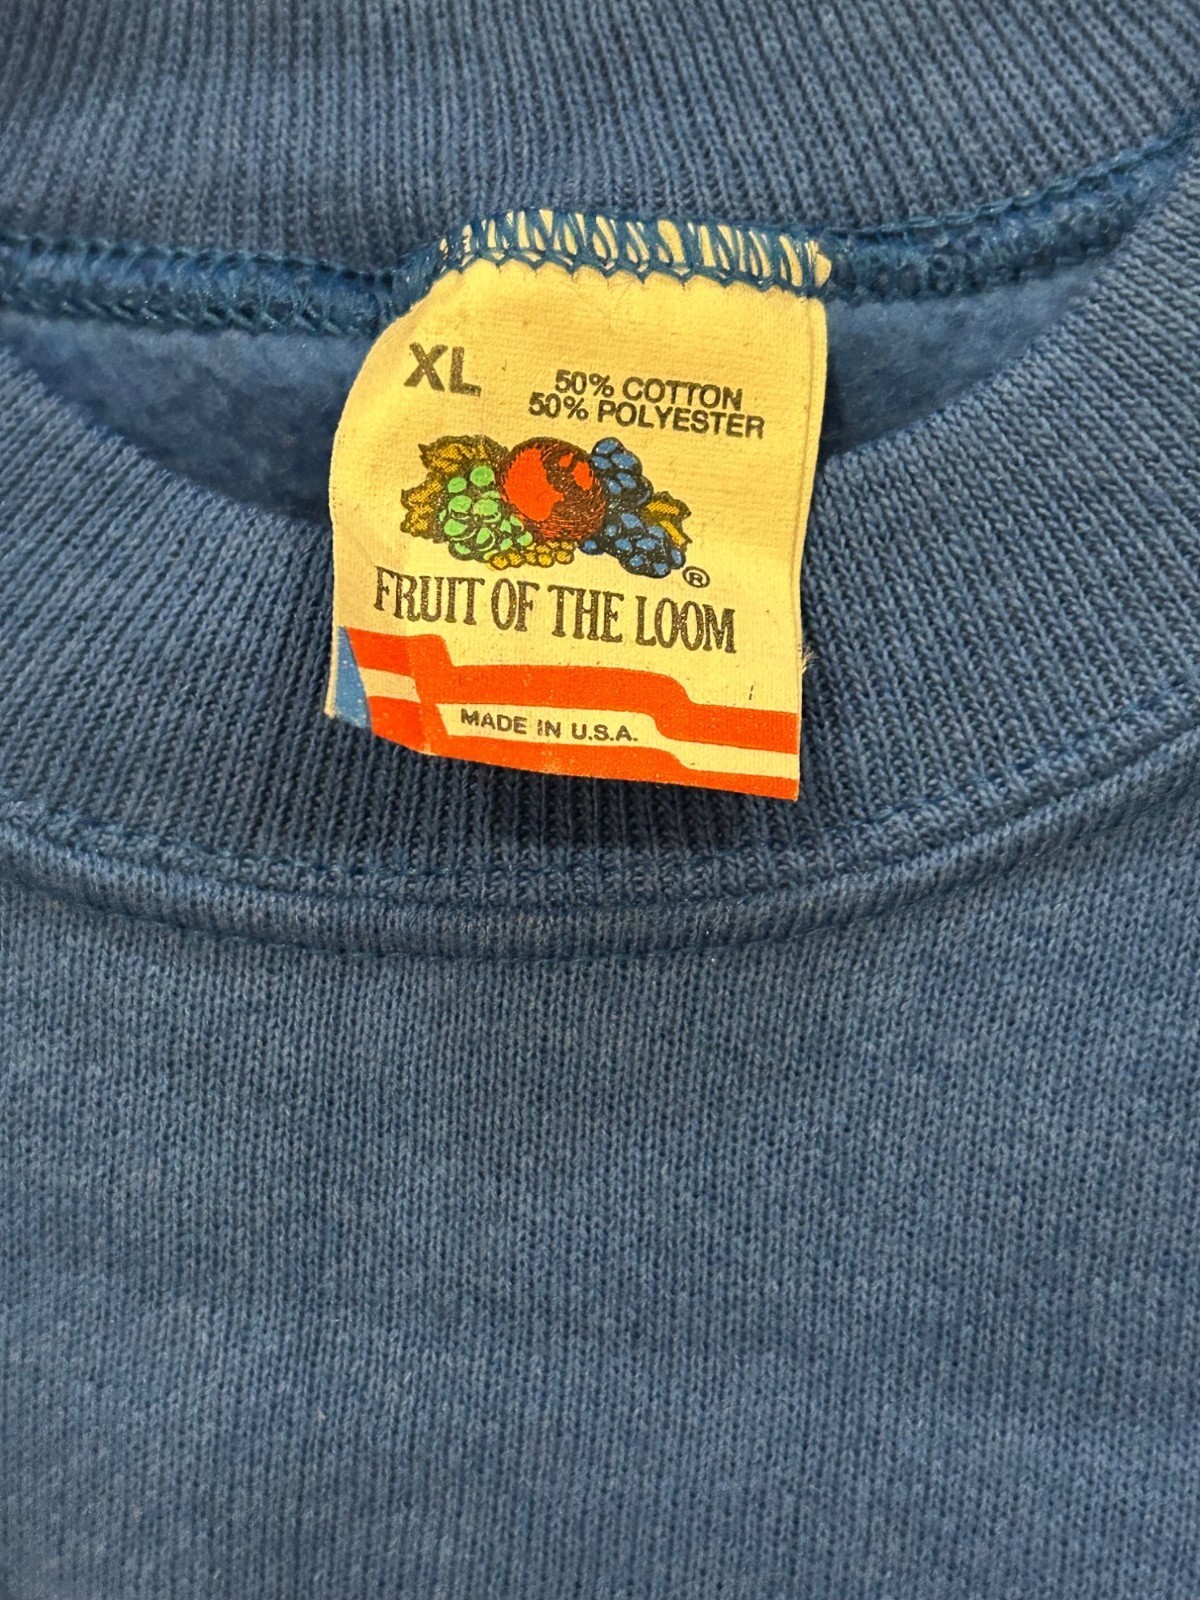 XL
50% COTTON
50% POLYESTER
®
FRUIT OF THE LOOM
MADE IN U.S.A.